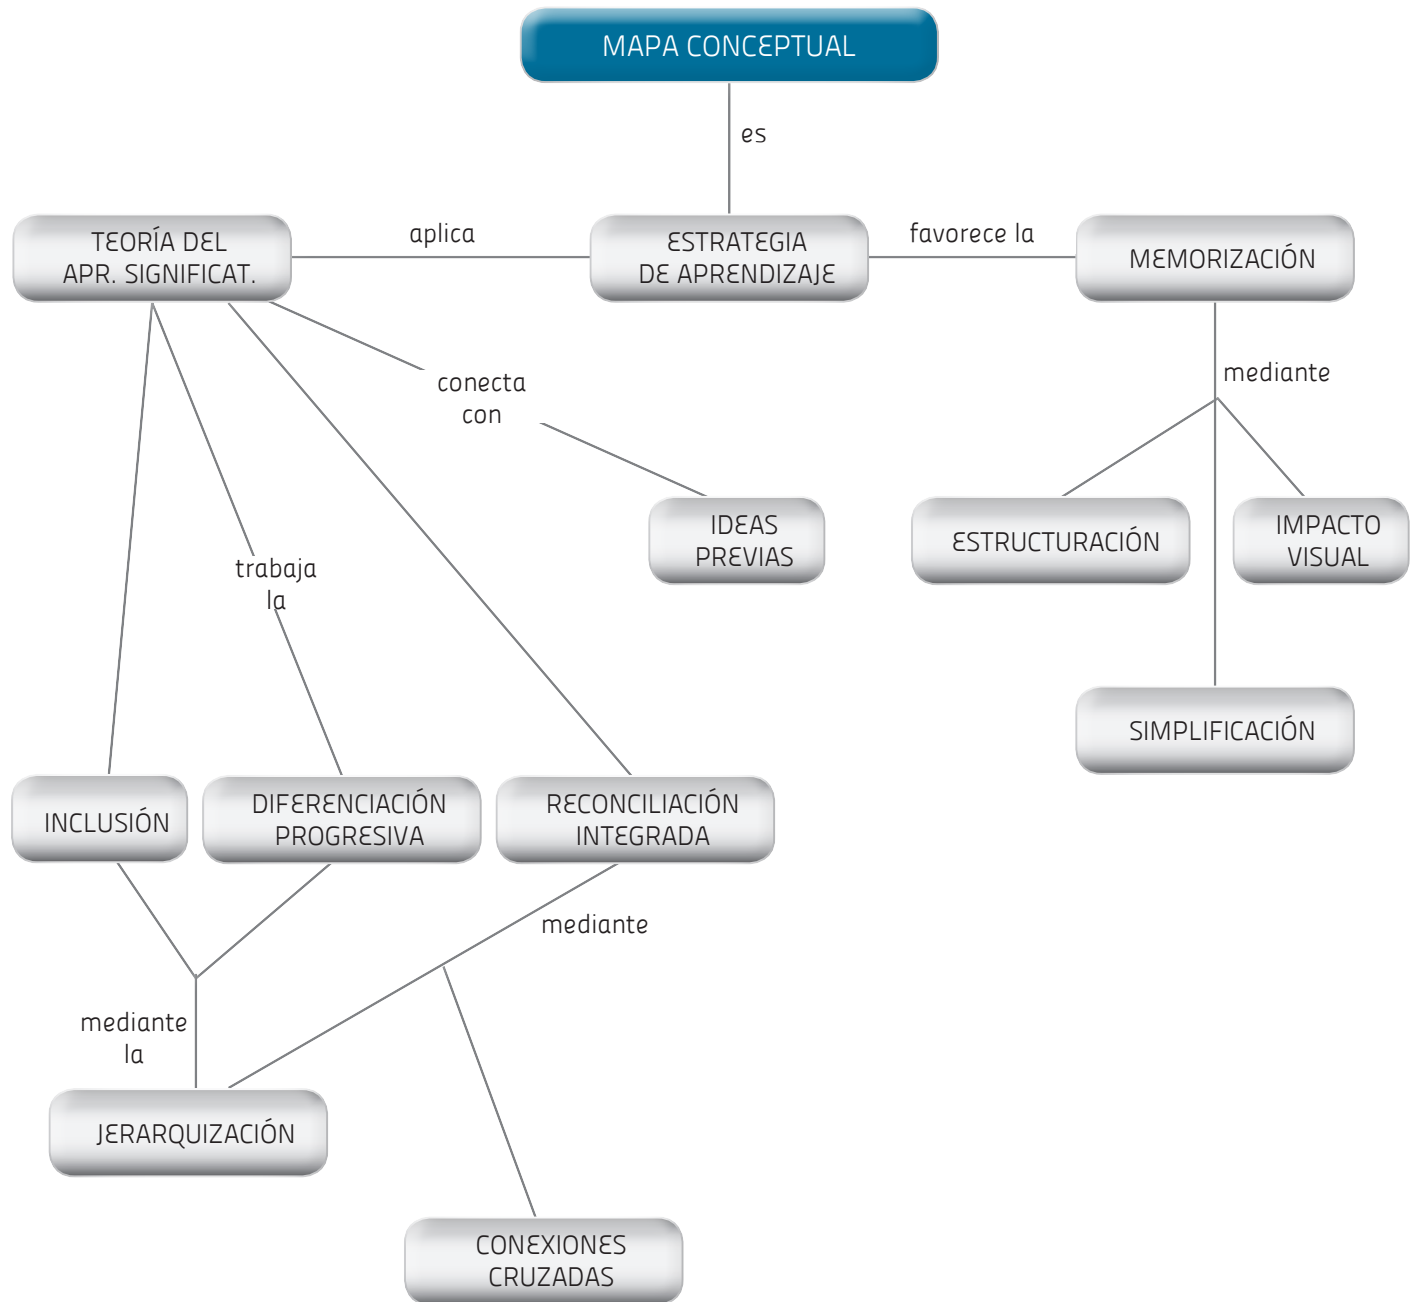 MAPA CONCEPTUAL
es
TEORÍA DEL
APR. SIGNIFICAT.
aplica
ESTRATEGIA
DE APRENDIZAJE
favorece la
MEMORIZACIÓN
conecta
con
mediante
IDEAS
PREVIAS
ESTRUCTURACIÓN
IMPACTO
VISUAL
trabaja
la
SIMPLIFICACIÓN
INCLUSIÓN
DIFERENCIACIÓN
PROGRESIVA
RECONCILIACIÓN
INTEGRADA
mediante
mediante
la
JERARQUIZACIÓN
CONEXIONES
CRUZADAS